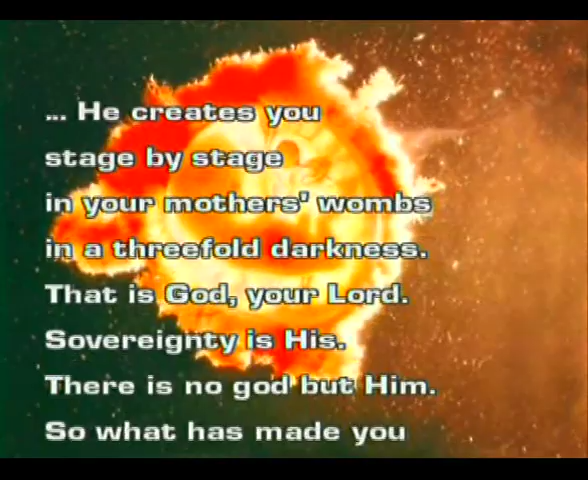 ... He creates you
stage by stage
in your mothers' wombs
in a threefold darkness.
That is God, your Lord.
Sovereignty is His.
There is no god but Him.
So what has made you